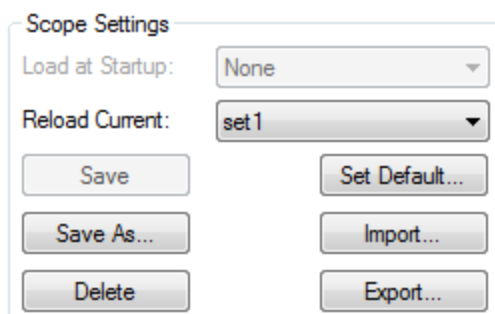 Scope Settings
Load at Startup: None
Reload Current: set1
Save Set Default...
Save As... Import...
Delete Export...